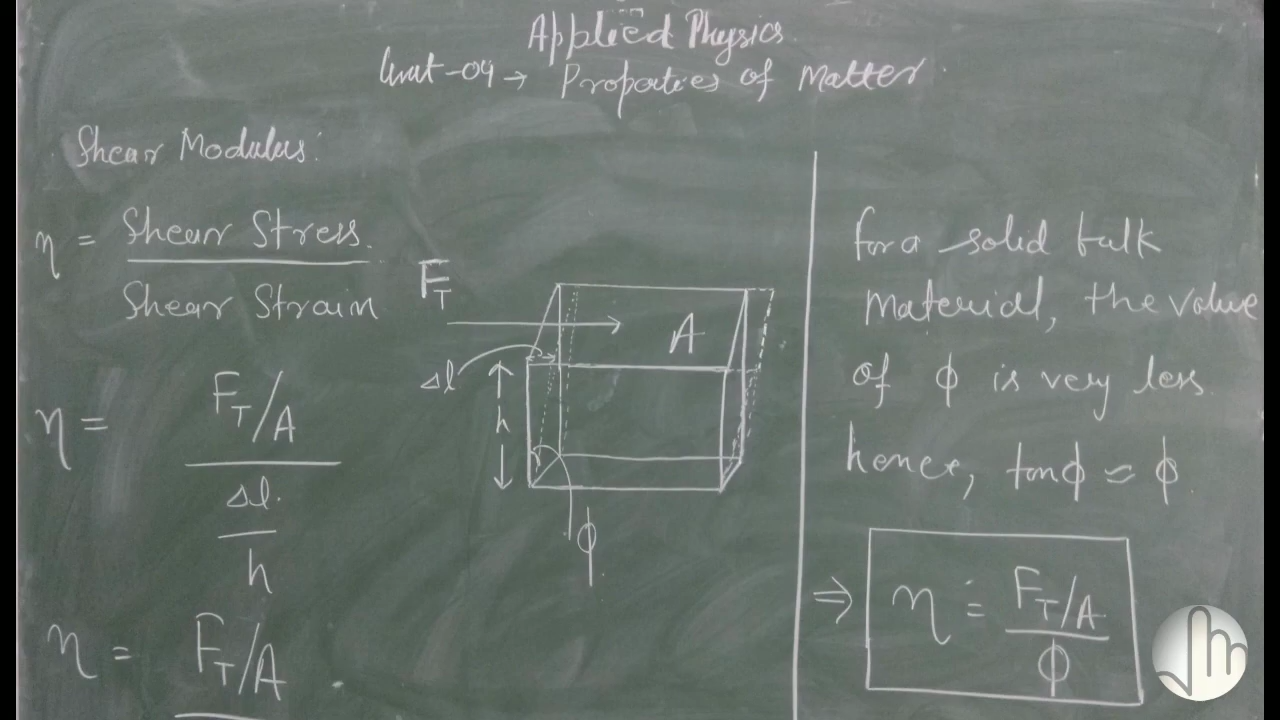 Applied Physics
Unit-04 → Properties of Matter
Shear Modulus:
η = Shear Stress
Shear Strain
η = F_T/A
Δl
h
η = F_T/A
F_T
A
Δl
h
ϕ
for a solid bulk
material, the value
of ϕ is very less
hence, tanϕ ≈ ϕ
⇒ η = F_T/A
ϕ